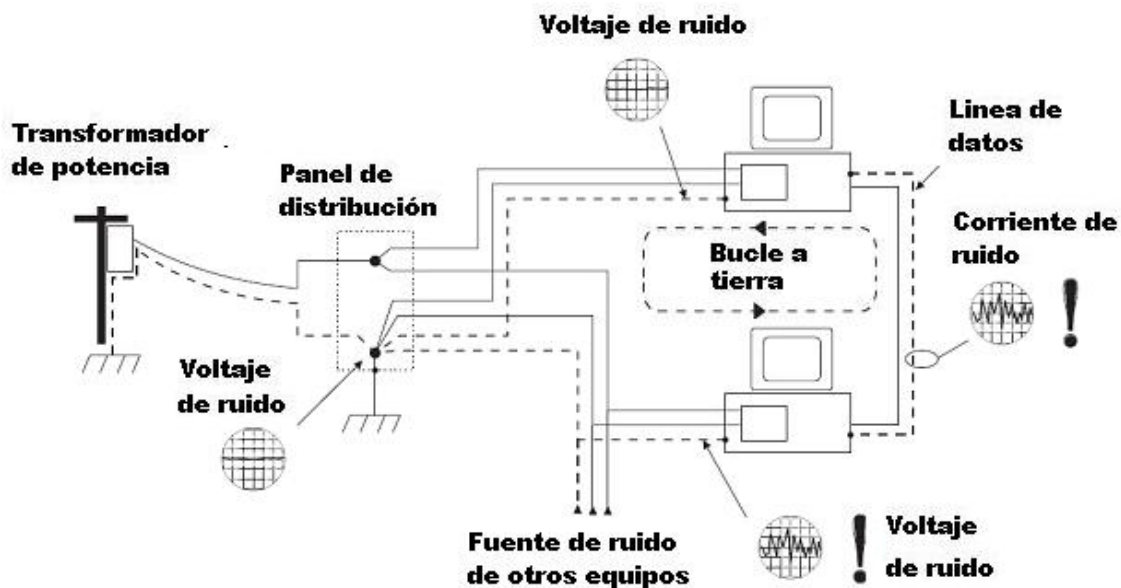 Voltaje de ruido
Transformador
de potencia
Panel de
distribución
Linea de
datos
Corriente de
ruido
Bucle a
tierra
Voltaje
de ruido
Fuente de ruido
de otros equipos
Voltaje
de ruido